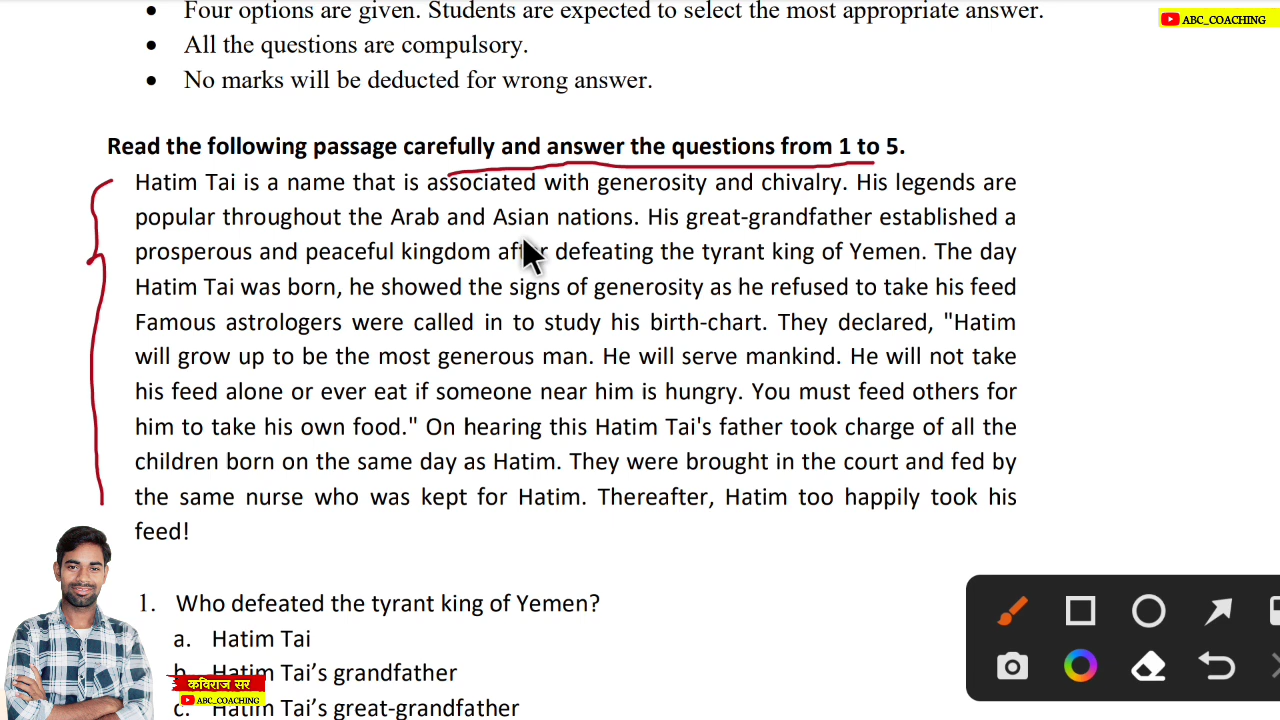 • Four options are given. Students are expected to select the most appropriate answer.
ABC_COACHING
• All the questions are compulsory.
• No marks will be deducted for wrong answer.
Read the following passage carefully and answer the questions from 1 to 5.
Hatim Tai is a name that is associated with generosity and chivalry. His legends are
popular throughout the Arab and Asian nations. His great-grandfather established a
prosperous and peaceful kingdom after defeating the tyrant king of Yemen. The day
Hatim Tai was born, he showed the signs of generosity as he refused to take his feed
Famous astrologers were called in to study his birth-chart. They declared, "Hatim
will grow up to be the most generous man. He will serve mankind. He will not take
his feed alone or ever eat if someone near him is hungry. You must feed others for
him to take his own food." On hearing this Hatim Tai's father took charge of all the
children born on the same day as Hatim. They were brought in the court and fed by
the same nurse who was kept for Hatim. Thereafter, Hatim too happily took his
feed!
1. Who defeated the tyrant king of Yemen?
a. Hatim Tai
b. Hatim Tai’s grandfather
कविराज सर
ABC_COACHING
c. Hatim Tai’s great-grandfather